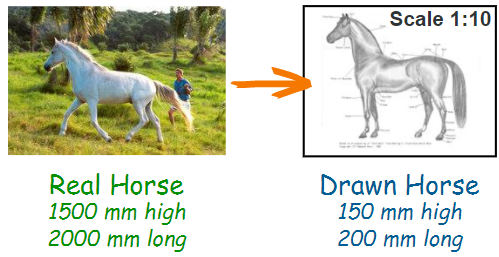 Scale 1:10
Real Horse
1500 mm high
2000 mm long
Drawn Horse
150 mm high
200 mm long